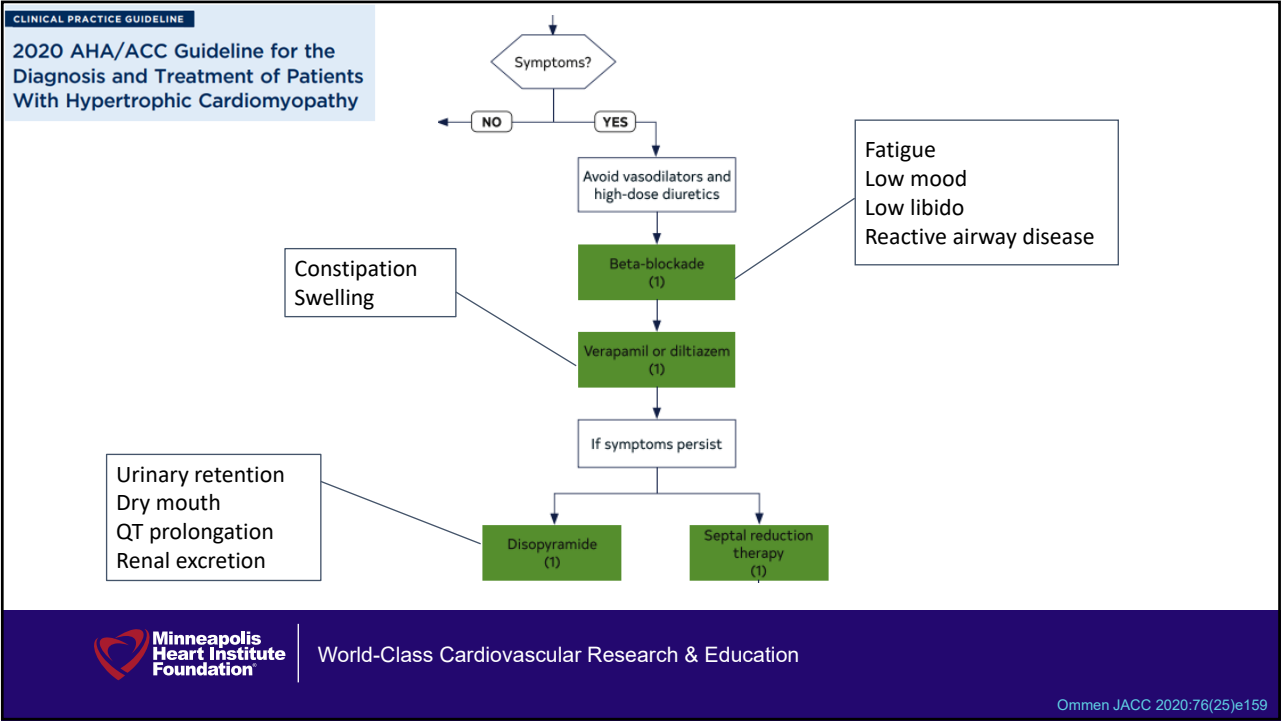 CLINICAL PRACTICE GUIDELINE
2020 AHA/ACC Guideline for the
Diagnosis and Treatment of Patients
With Hypertrophic Cardiomyopathy
Symptoms?
NO
YES
Avoid vasodilators and
high-dose diuretics
Fatigue
Low mood
Low libido
Reactive airway disease
Beta-blockade
(1)
Constipation
Swelling
Verapamil or diltiazem
(1)
If symptoms persist
Urinary retention
Dry mouth
QT prolongation
Renal excretion
Disopyramide
(1)
Septal reduction
therapy
(1)
Minneapolis
Heart Institute
Foundation®
World-Class Cardiovascular Research & Education
Ommen JACC 2020:76(25)e159